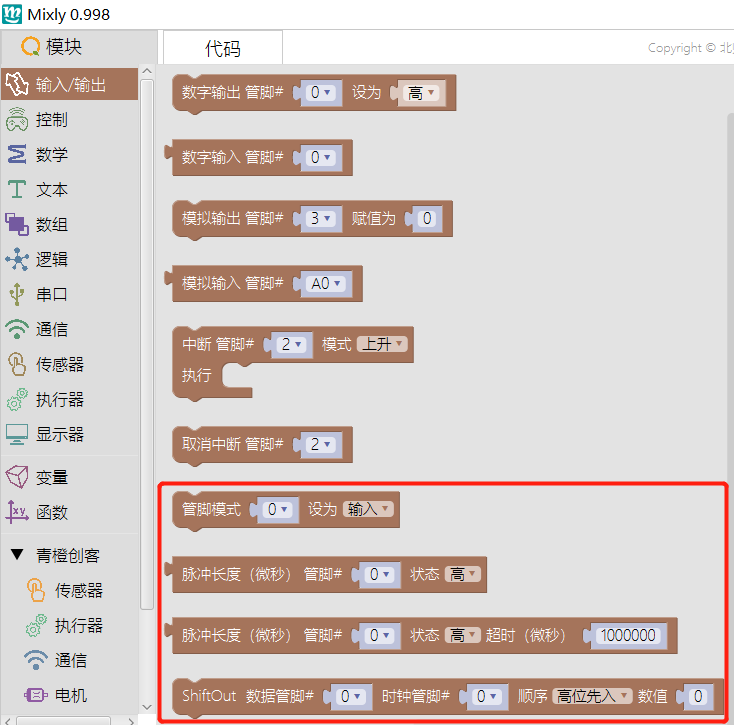 Mixly 0.998
模块
代码
Copyright © 北
输入/输出
控制
数学
文本
数组
逻辑
串口
通信
传感器
执行器
显示器
变量
函数
青橙创客
传感器
执行器
通信
电机
数字输出 管脚# 0 设为 高
数字输入 管脚# 0
模拟输出 管脚# 3 赋值为 0
模拟输入 管脚# A0
中断 管脚# 2 模式 上升
执行
取消中断 管脚# 2
管脚模式 0 设为 输入
脉冲长度（微秒） 管脚# 0 状态 高
脉冲长度（微秒） 管脚# 0 状态 高 超时（微秒） 1000000
ShiftOut 数据管脚# 0 时钟管脚# 0 顺序 高位先入 数值 0